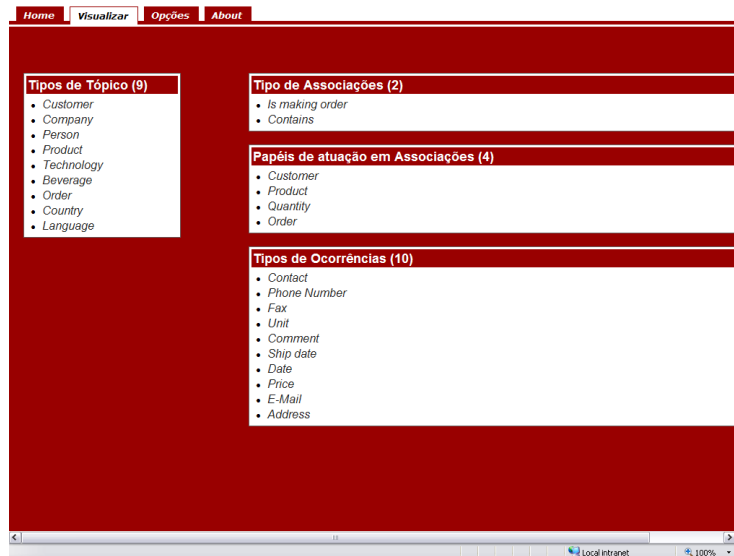 Home Visualizar Opções About
Tipos de Tópico (9)
Customer
Company
Person
Product
Technology
Beverage
Order
Country
Language
Tipo de Associações (2)
Is making order
Contains
Papéis de atuação em Associações (4)
Customer
Product
Quantity
Order
Tipos de Ocorrências (10)
Contact
Phone Number
Fax
Unit
Comment
Ship date
Date
Price
E-Mail
Address
Local intranet 100%